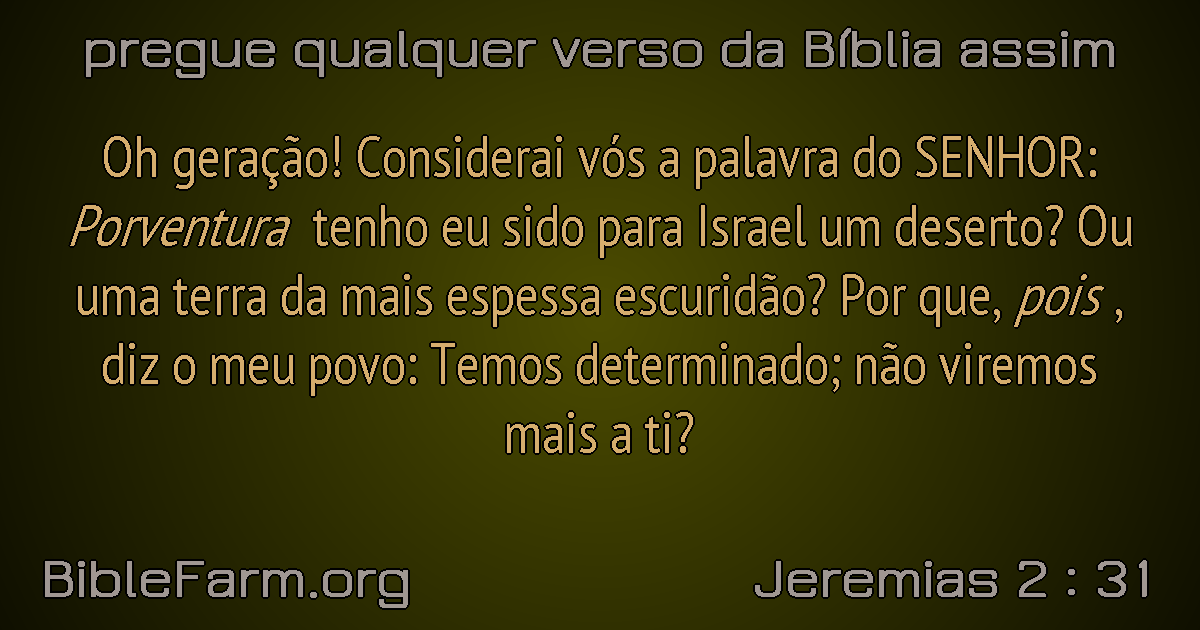 pregue qualquer verso da Bíblia assim
Oh geração! Considerai vós a palavra do SENHOR:
Porventura tenho eu sido para Israel um deserto? Ou
uma terra da mais espessa escuridão? Por que, pois ,
diz o meu povo: Temos determinado; não viremos
mais a ti?
BibleFarm.org
Jeremias 2 : 31